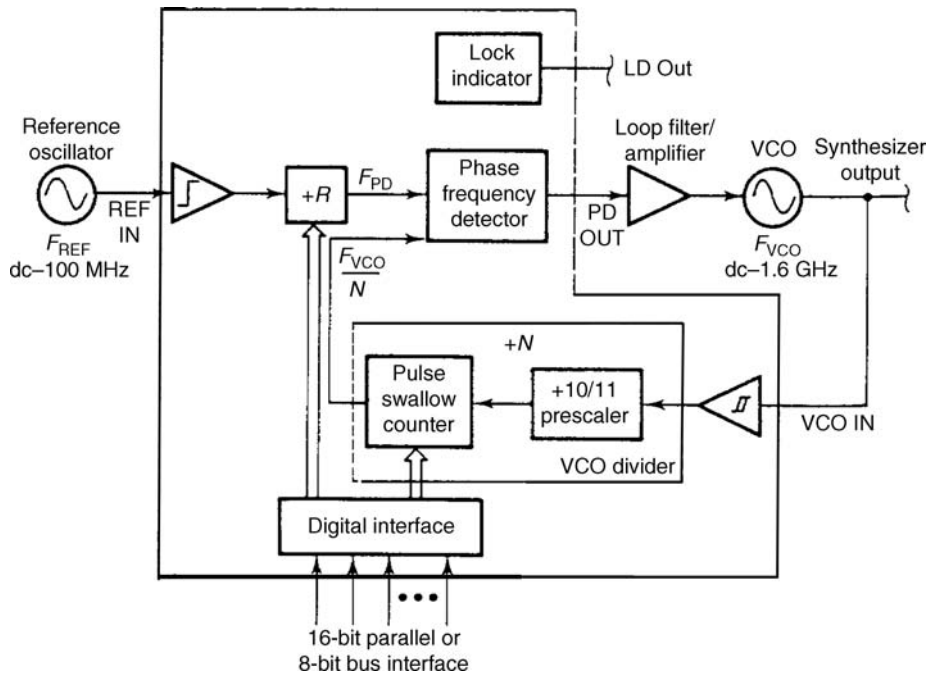 Lock
indicator
LD Out
Reference
oscillator
Loop filter/
amplifier
VCO
Synthesizer
output
REF
IN
+R
F_PD
Phase
frequency
detector
PD
OUT
F_REF
dc–100 MHz
F_VCO
dc–1.6 GHz
F_VCO
N
+N
Pulse
swallow
counter
+10/11
prescaler
VCO IN
VCO divider
Digital interface
16-bit parallel or
8-bit bus interface